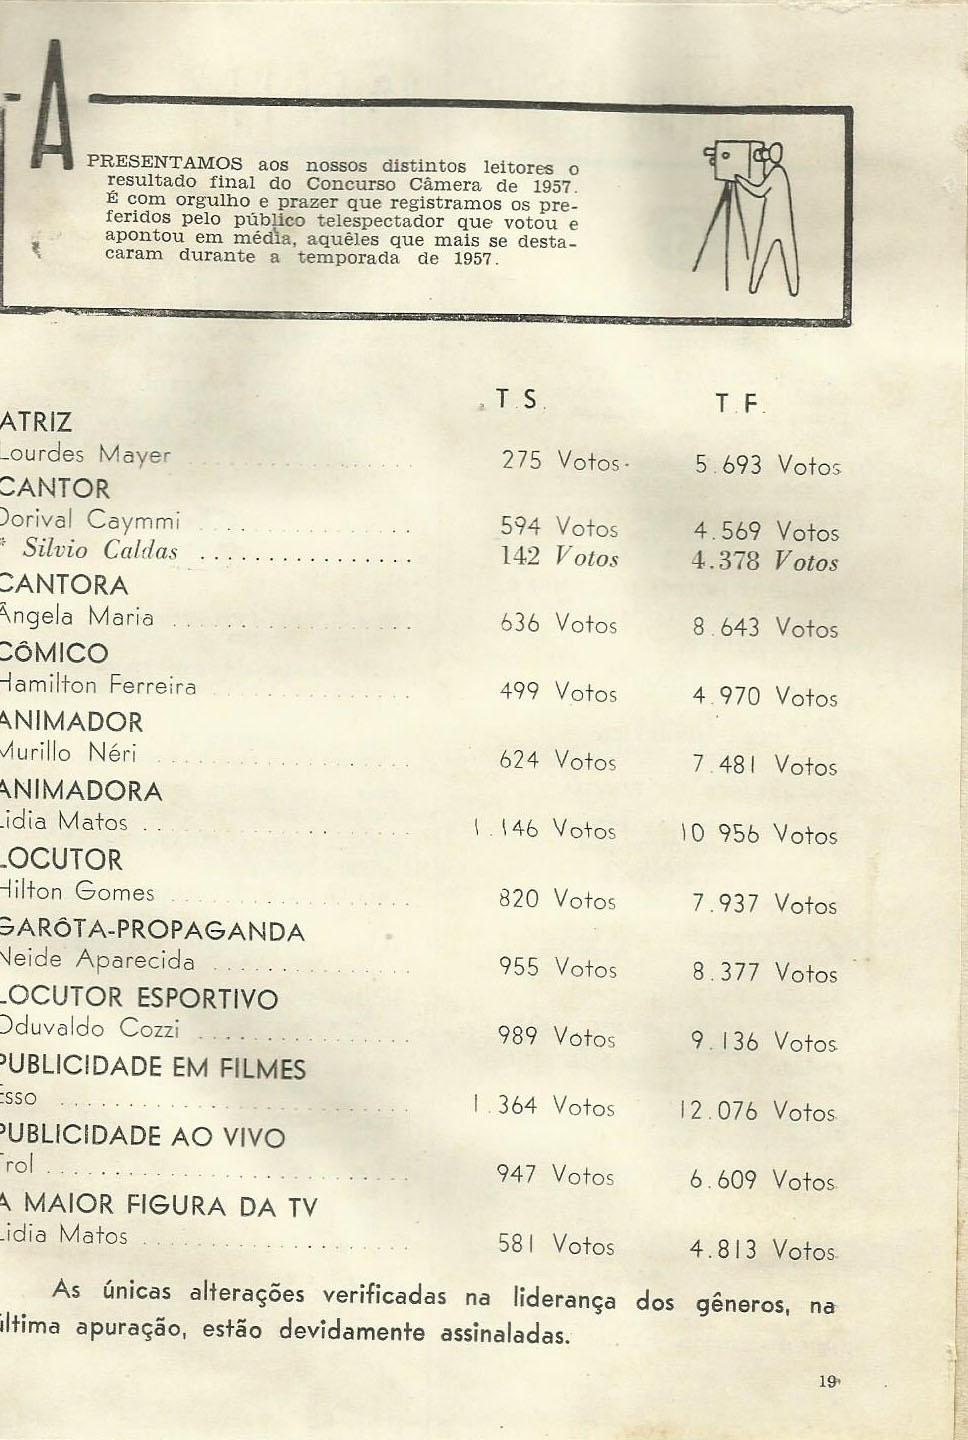 A
PRESENTAMOS aos nossos distintos leitores o
resultado final do Concurso Câmera de 1957.
É com orgulho e prazer que registramos os pre-
feridos pelo público telespectador que votou e
apontou em média, aquêles que mais se desta-
caram durante a temporada de 1957.
T.S. T.F.
ATRIZ
Lourdes Mayer .......... 275 Votos 5.693 Votos
CANTOR
Dorival Caymmi .......... 594 Votos 4.569 Votos
* Silvio Caldas .......... 142 Votos 4.378 Votos
CANTORA
Ângela Maria .......... 636 Votos 8.643 Votos
CÔMICO
Hamilton Ferreira .......... 499 Votos 4.970 Votos
ANIMADOR
Murillo Néri .......... 624 Votos 7.481 Votos
ANIMADORA
Lidia Matos .......... 1.146 Votos 10 956 Votos
LOCUTOR
Hilton Gomes .......... 820 Votos 7.937 Votos
GARÔTA-PROPAGANDA
Neide Aparecida .......... 955 Votos 8.377 Votos
LOCUTOR ESPORTIVO
Oduvaldo Cozzi .......... 989 Votos 9.136 Votos
PUBLICIDADE EM FILMES
Esso .......... 1.364 Votos 12.076 Votos
PUBLICIDADE AO VIVO
Trol .......... 947 Votos 6.609 Votos
A MAIOR FIGURA DA TV
Lidia Matos .......... 581 Votos 4.813 Votos
As únicas alterações verificadas na liderança dos gêneros, na
última apuração, estão devidamente assinaladas.
19